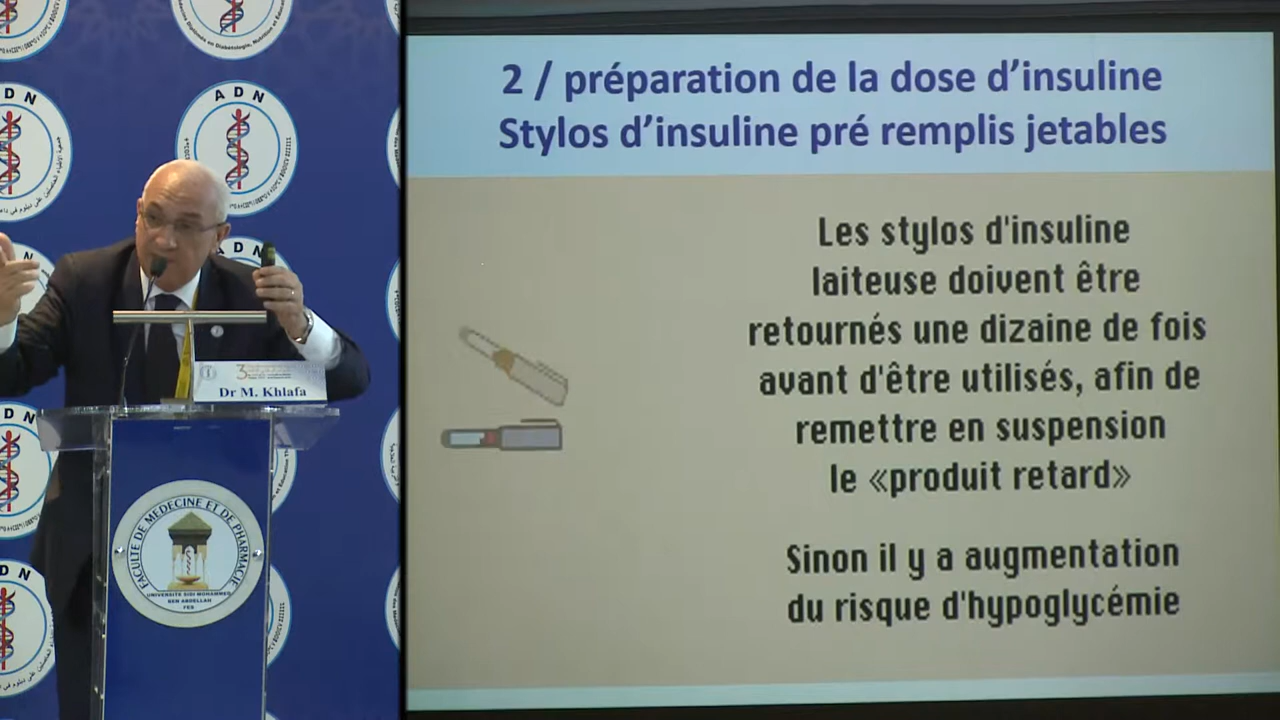 2 / préparation de la dose d’insuline
Stylos d’insuline pré remplis jetables
Les stylos d'insuline
laiteuse doivent être
retournés une dizaine de fois
avant d'être utilisés, afin de
remettre en suspension
le «produit retard»
Sinon il y a augmentation
du risque d'hypoglycémie
ADN
ADN
Dr M. Khlafa
FACULTE DE MEDECINE ET DE PHARMACIE
UNIVERSITE SIDI MOHAMMED
BEN ABDELLAH
FES